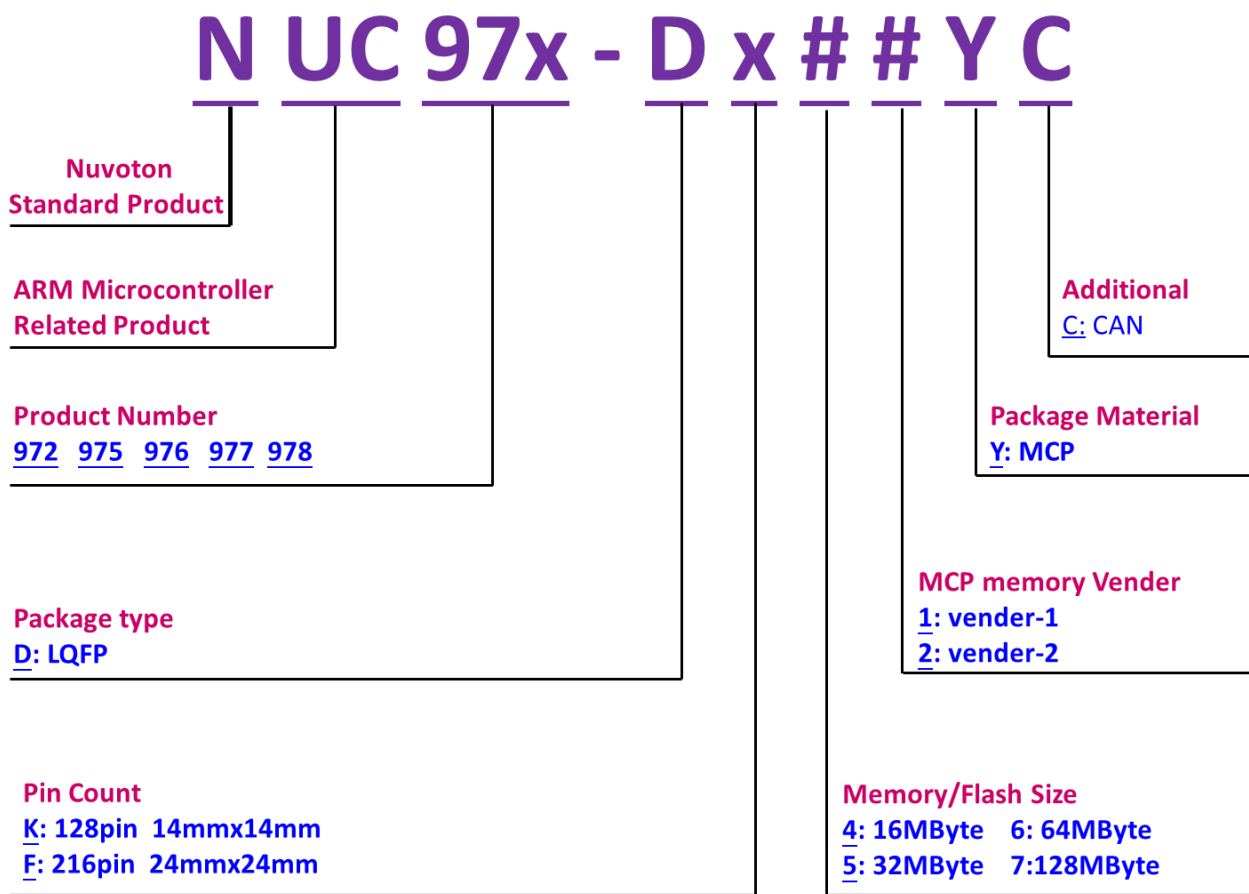 N UC 97x - D x # # Y C
Nuvoton
Standard Product
ARM Microcontroller
Related Product
Additional
C: CAN
Product Number
972 975 976 977 978
Package Material
Y: MCP
MCP memory Vender
1: vender-1
2: vender-2
Package type
D: LQFP
Pin Count
K: 128pin 14mmx14mm
F: 216pin 24mmx24mm
Memory/Flash Size
4: 16MByte 6: 64MByte
5: 32MByte 7:128MByte